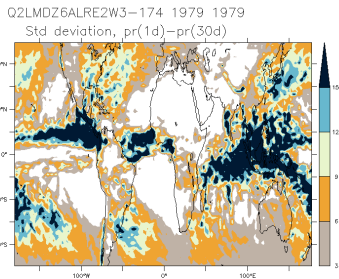 Q2LMDZ6ALRE2W3-174 1979 1979
Std deviation, pr(1d)-pr(30d)
15
12
9
6
3
0°
100°W 0° 100°E